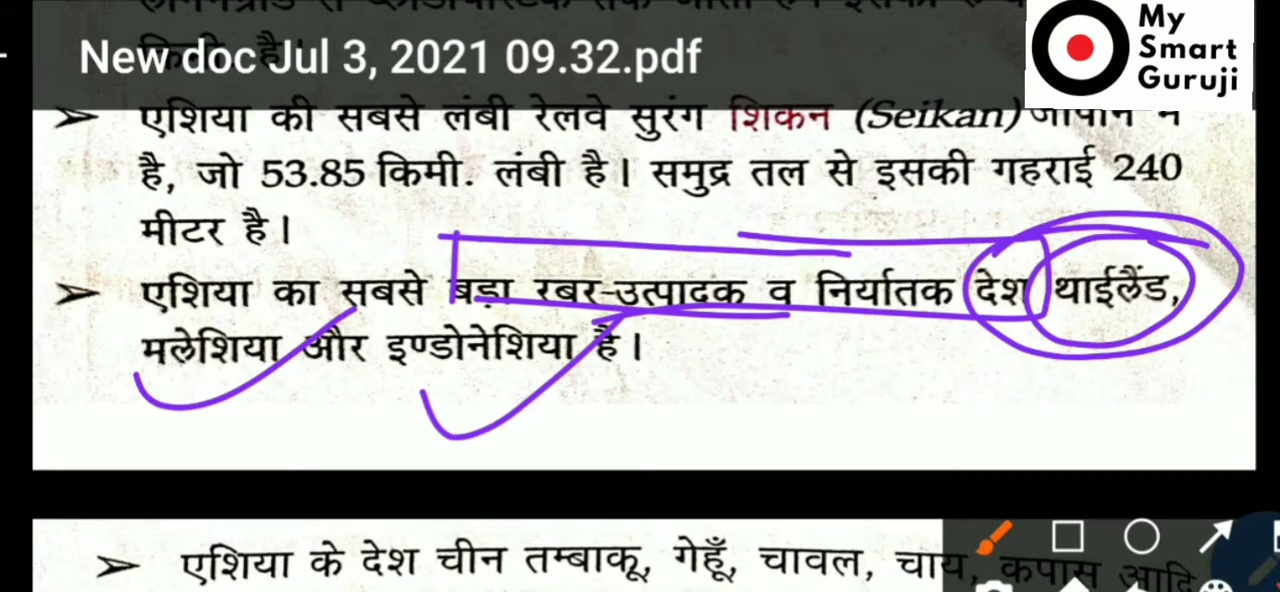 New doc Jul 3, 2021 09.32.pdf
My
Smart
Guruji
किमी है।
एशिया की सबसे लंबी रेलवे सुरंग शिकन (Seikan) जापान में
है, जो 53.85 किमी. लंबी है। समुद्र तल से इसकी गहराई 240
मीटर है।
एशिया का सबसे बड़ा रबर-उत्पादक व निर्यातक देश थाईलैंड,
मलेशिया और इण्डोनेशिया है।
एशिया के देश चीन तम्बाकू, गेहूँ, चावल, चाय, कपास आदि